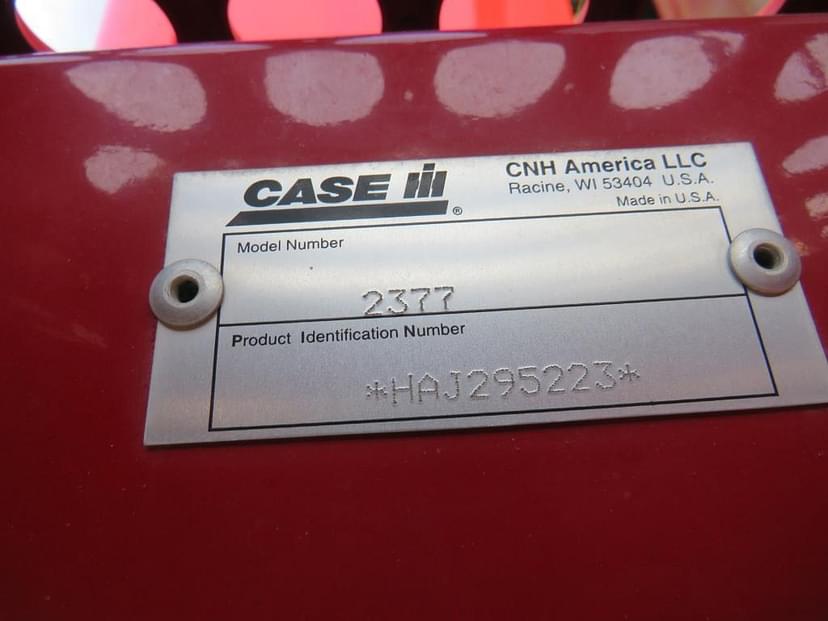 CASE IH ®
CNH America LLC
Racine, WI 53404 U.S.A.
Made in U.S.A.
Model Number
2377
Product Identification Number
*HAJ295223*